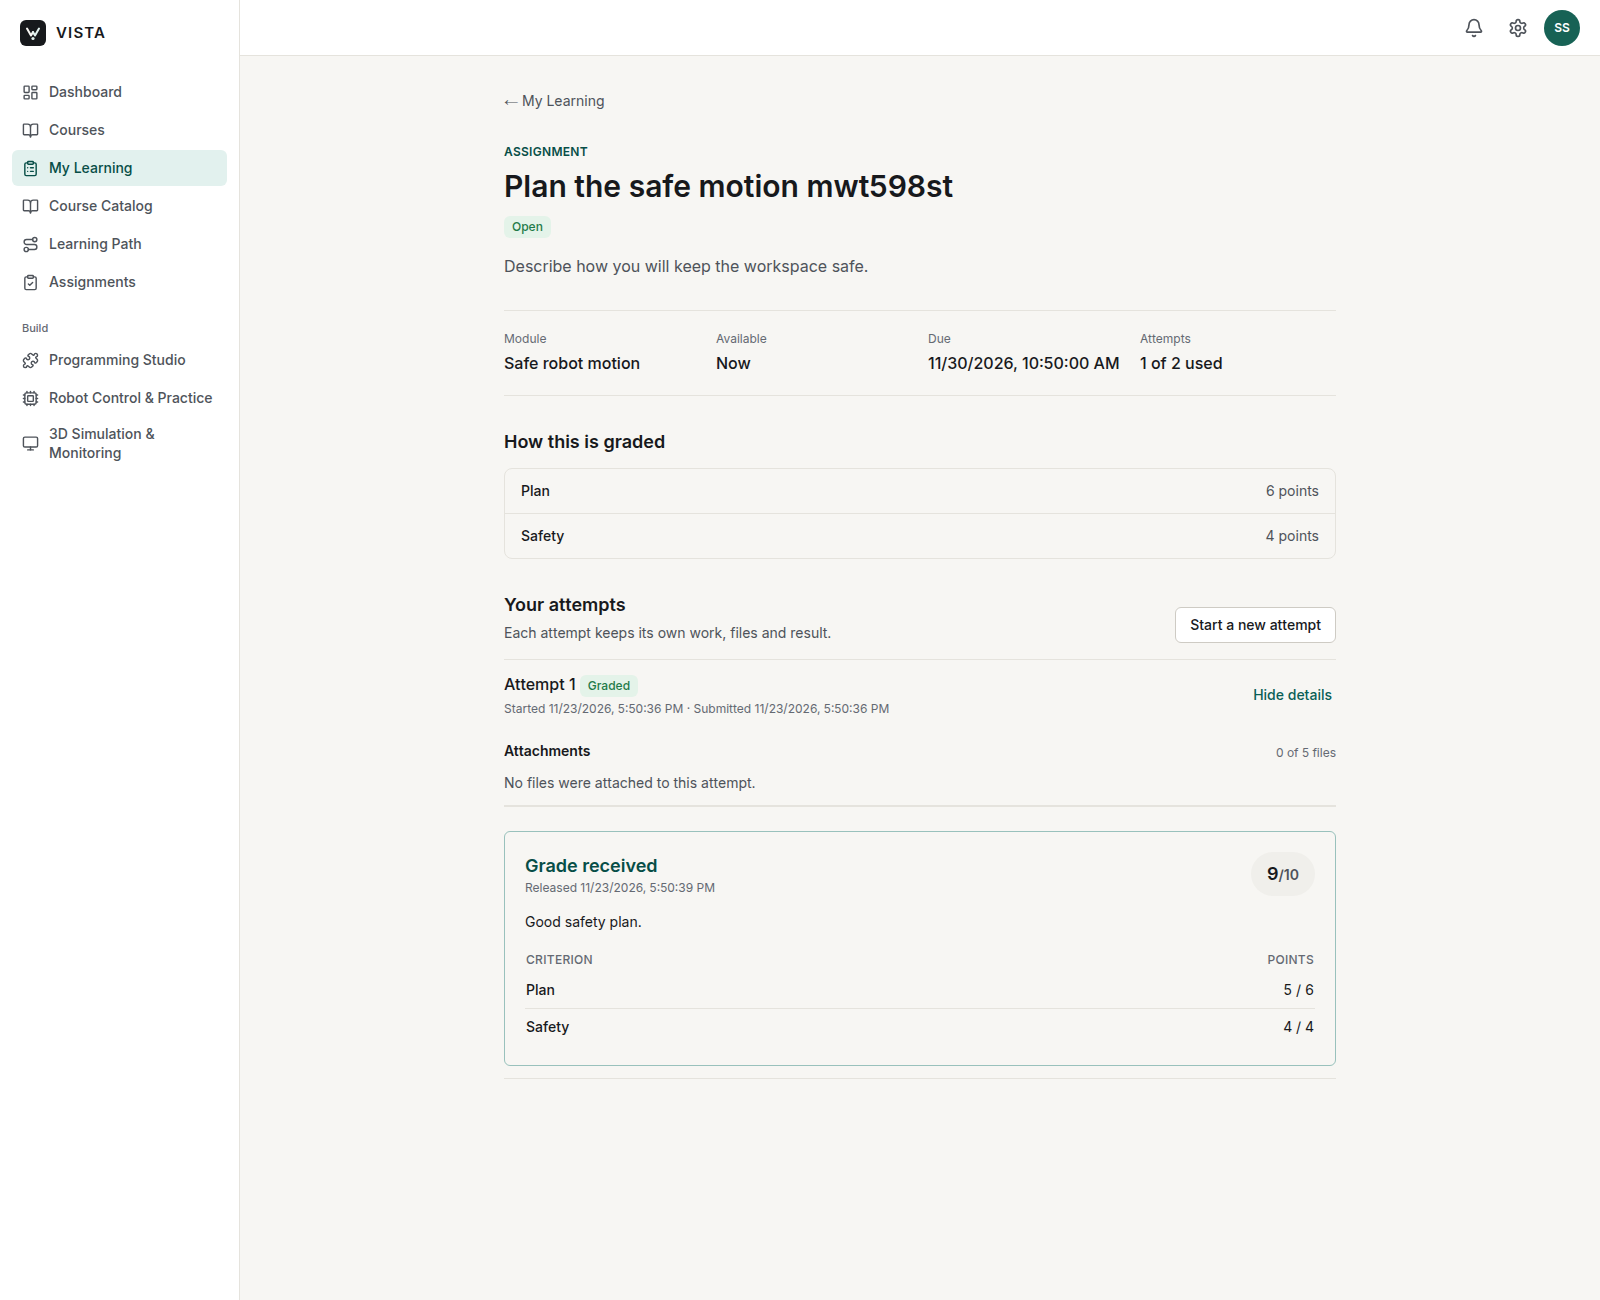 VISTA
SS
Dashboard
Courses
My Learning
Course Catalog
Learning Path
Assignments
Build
Programming Studio
Robot Control & Practice
3D Simulation &
Monitoring
← My Learning
ASSIGNMENT
Plan the safe motion mwt598st
Open
Describe how you will keep the workspace safe.
Module
Available
Due
Attempts
Safe robot motion
Now
11/30/2026, 10:50:00 AM
1 of 2 used
How this is graded
Plan
6 points
Safety
4 points
Your attempts
Each attempt keeps its own work, files and result.
Start a new attempt
Attempt 1 Graded
Started 11/23/2026, 5:50:36 PM · Submitted 11/23/2026, 5:50:36 PM
Hide details
Attachments
0 of 5 files
No files were attached to this attempt.
Grade received
Released 11/23/2026, 5:50:39 PM
9/10
Good safety plan.
CRITERION
POINTS
Plan
5 / 6
Safety
4 / 4